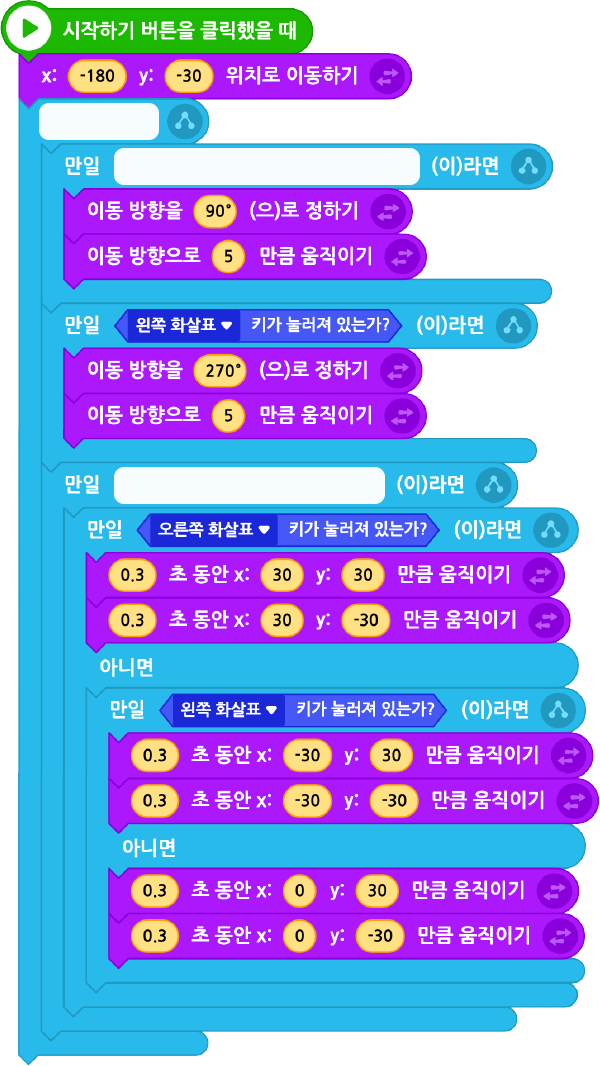 시작하기 버튼을 클릭했을 때
x: -180 y: -30 위치로 이동하기
만일 (이)라면
이동 방향을 90° (으)로 정하기
이동 방향으로 5 만큼 움직이기
만일 왼쪽 화살표 키가 눌러져 있는가? (이)라면
이동 방향을 270° (으)로 정하기
이동 방향으로 5 만큼 움직이기
만일 (이)라면
만일 오른쪽 화살표 키가 눌러져 있는가? (이)라면
0.3 초 동안 x: 30 y: 30 만큼 움직이기
0.3 초 동안 x: 30 y: -30 만큼 움직이기
아니면
만일 왼쪽 화살표 키가 눌러져 있는가? (이)라면
0.3 초 동안 x: -30 y: 30 만큼 움직이기
0.3 초 동안 x: -30 y: -30 만큼 움직이기
아니면
0.3 초 동안 x: 0 y: 30 만큼 움직이기
0.3 초 동안 x: 0 y: -30 만큼 움직이기